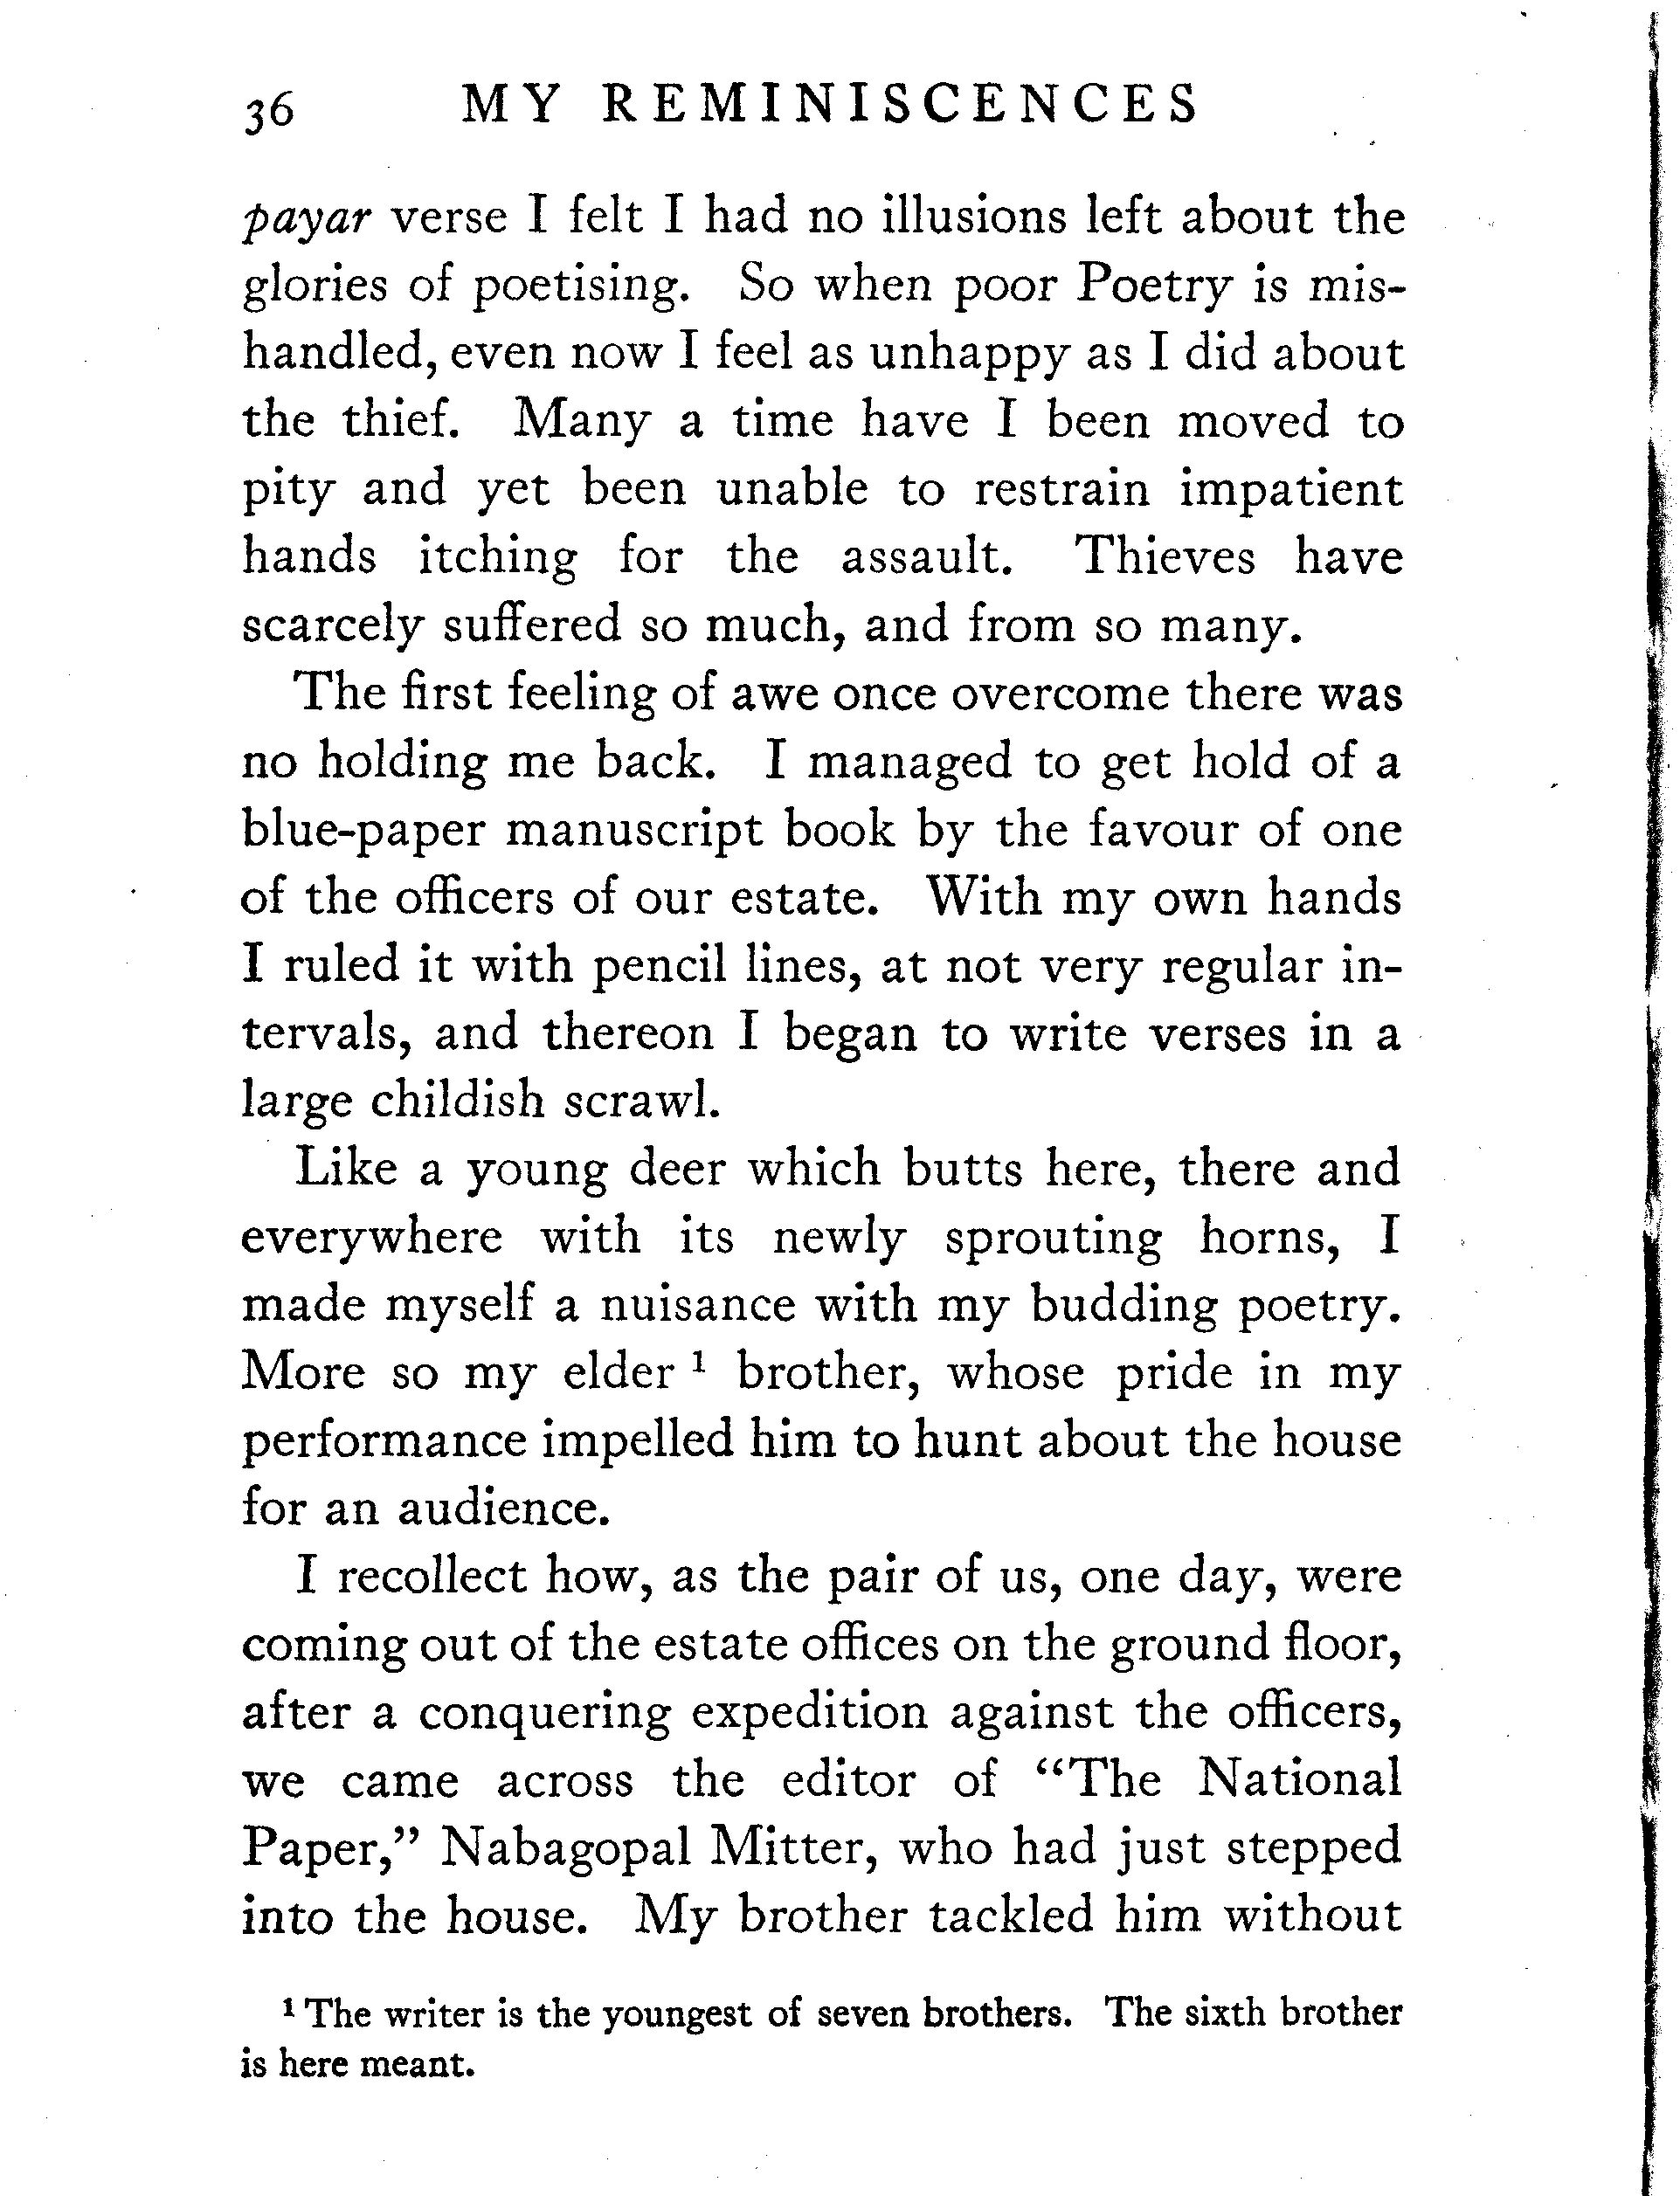 36 MY REMINISCENCES
payar verse I felt I had no illusions left about the
glories of poetising. So when poor Poetry is mis-
handled, even now I feel as unhappy as I did about
the thief. Many a time have I been moved to
pity and yet been unable to restrain impatient
hands itching for the assault. Thieves have
scarcely suffered so much, and from so many.
The first feeling of awe once overcome there was
no holding me back. I managed to get hold of a
blue-paper manuscript book by the favour of one
of the officers of our estate. With my own hands
I ruled it with pencil lines, at not very regular in-
tervals, and thereon I began to write verses in a
large childish scrawl.
Like a young deer which butts here, there and
everywhere with its newly sprouting horns, I
made myself a nuisance with my budding poetry.
More so my elder ¹ brother, whose pride in my
performance impelled him to hunt about the house
for an audience.
I recollect how, as the pair of us, one day, were
coming out of the estate offices on the ground floor,
after a conquering expedition against the officers,
we came across the editor of “The National
Paper,” Nabagopal Mitter, who had just stepped
into the house. My brother tackled him without
¹ The writer is the youngest of seven brothers. The sixth brother
is here meant.